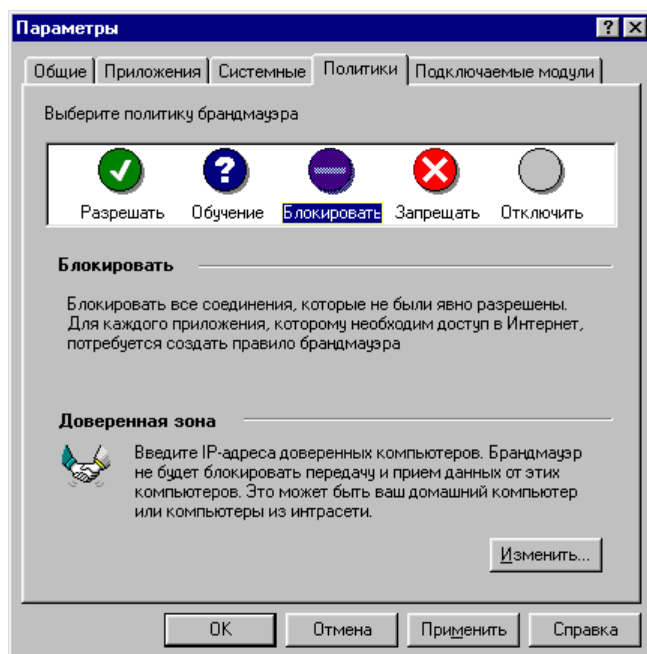 Параметры
Общие Приложения Системные Политики Подключаемые модули
Выберите политику брандмауэра
Разрешать Обучение Блокировать Запрещать Отключить
Блокировать
Блокировать все соединения, которые не были явно разрешены.
Для каждого приложения, которому необходим доступ в Интернет,
потребуется создать правило брандмауэра
Доверенная зона
Введите IP-адреса доверенных компьютеров. Брандмауэр
не будет блокировать передачу и прием данных от этих
компьютеров. Это может быть ваш домашний компьютер
или компьютеры из интрасети.
Изменить...
OK Отмена Применить Справка